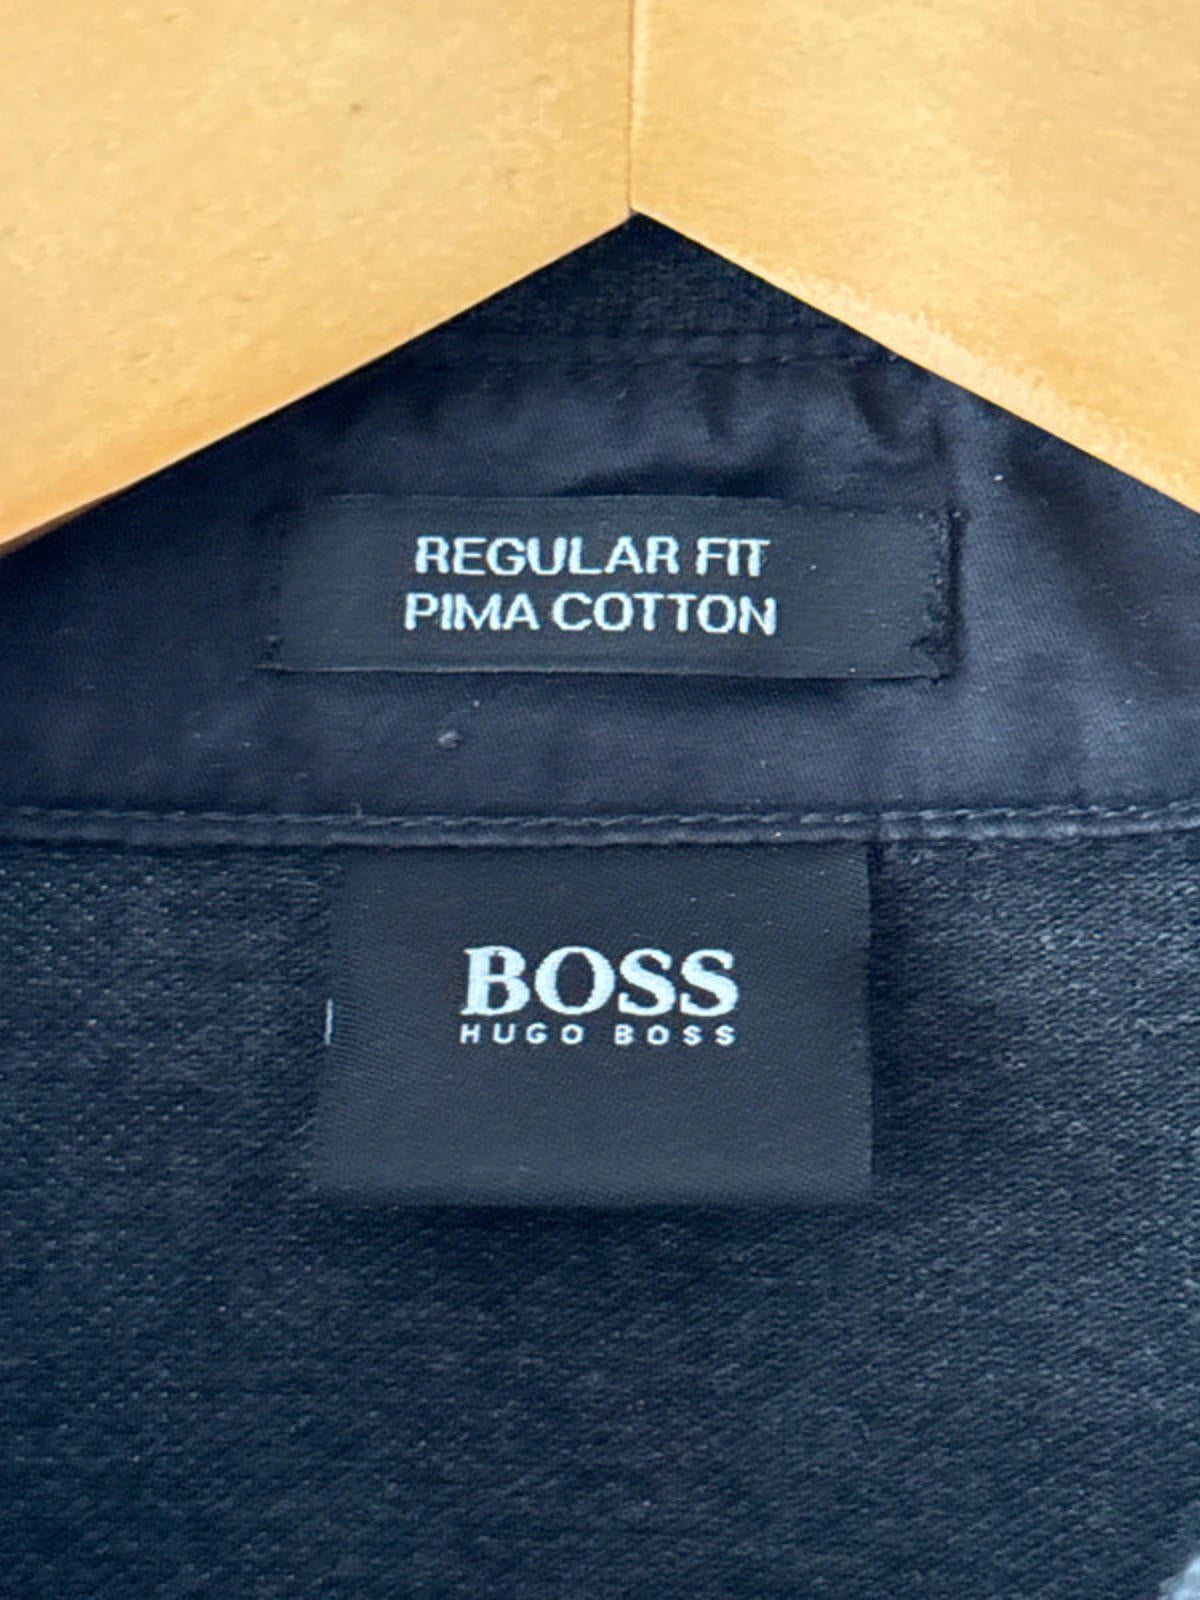 REGULAR FIT
PIMA COTTON
BOSS
HUGO BOSS